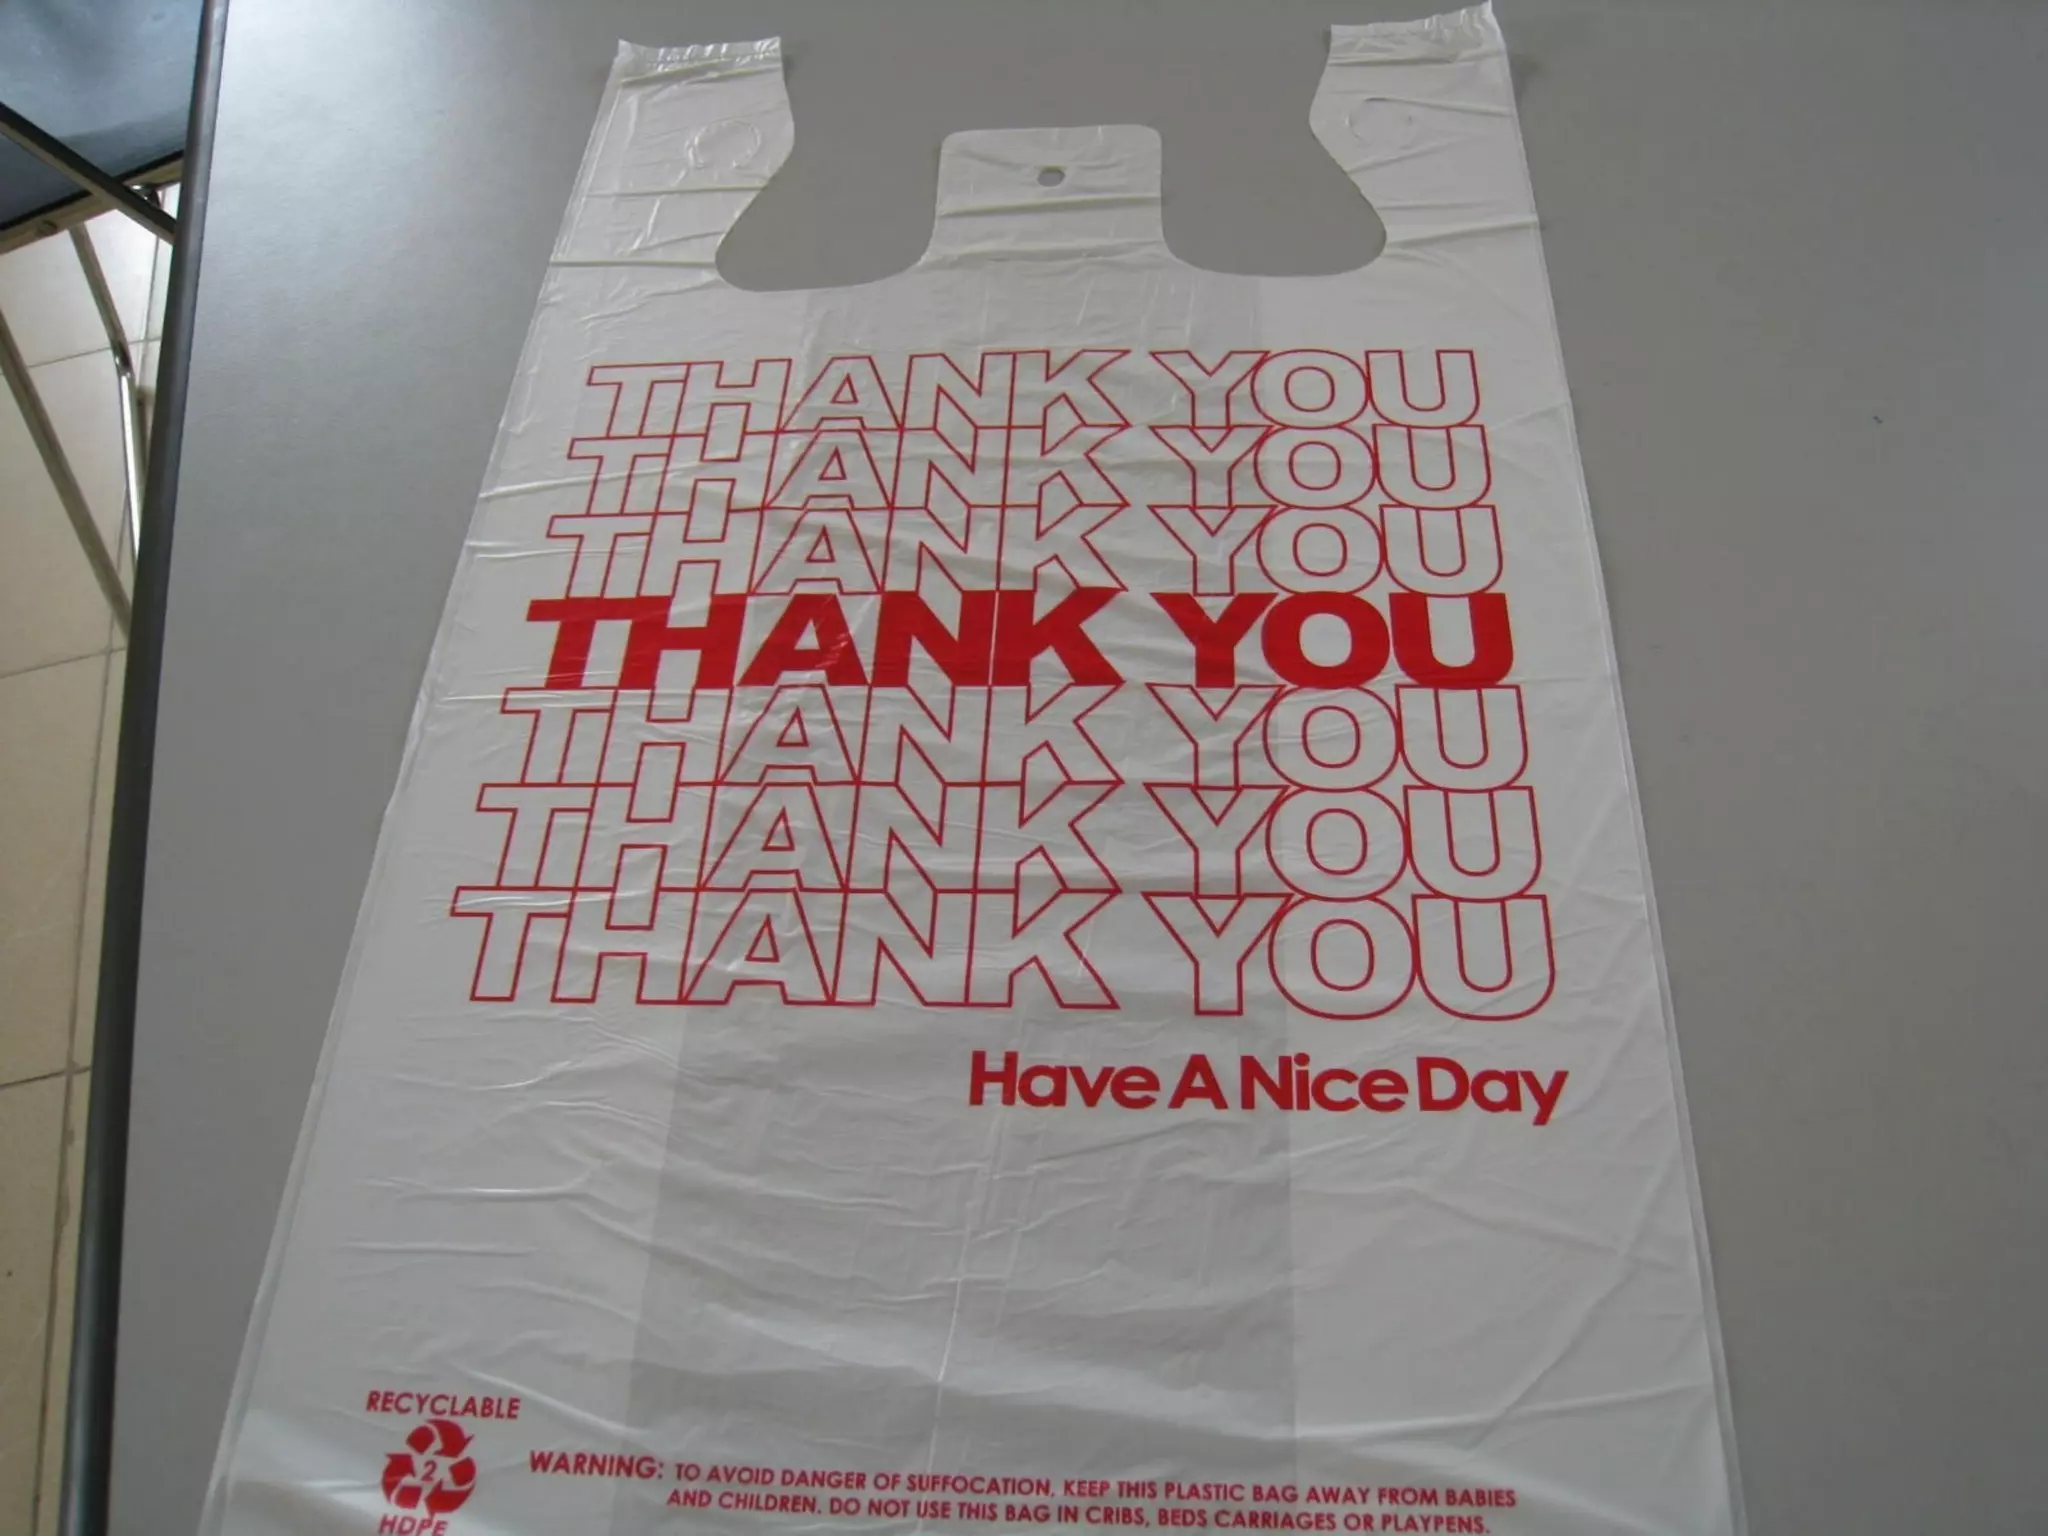 THANK YOU
THANK YOU
THANK YOU
THANK YOU
THANK YOU
THANK YOU
THANK YOU
Have A Nice Day
RECYCLABLE
2
HDPE
WARNING: TO AVOID DANGER OF SUFFOCATION, KEEP THIS PLASTIC BAG AWAY FROM BABIES
AND CHILDREN. DO NOT USE THIS BAG IN CRIBS, BEDS CARRIAGES OR PLAYPENS.